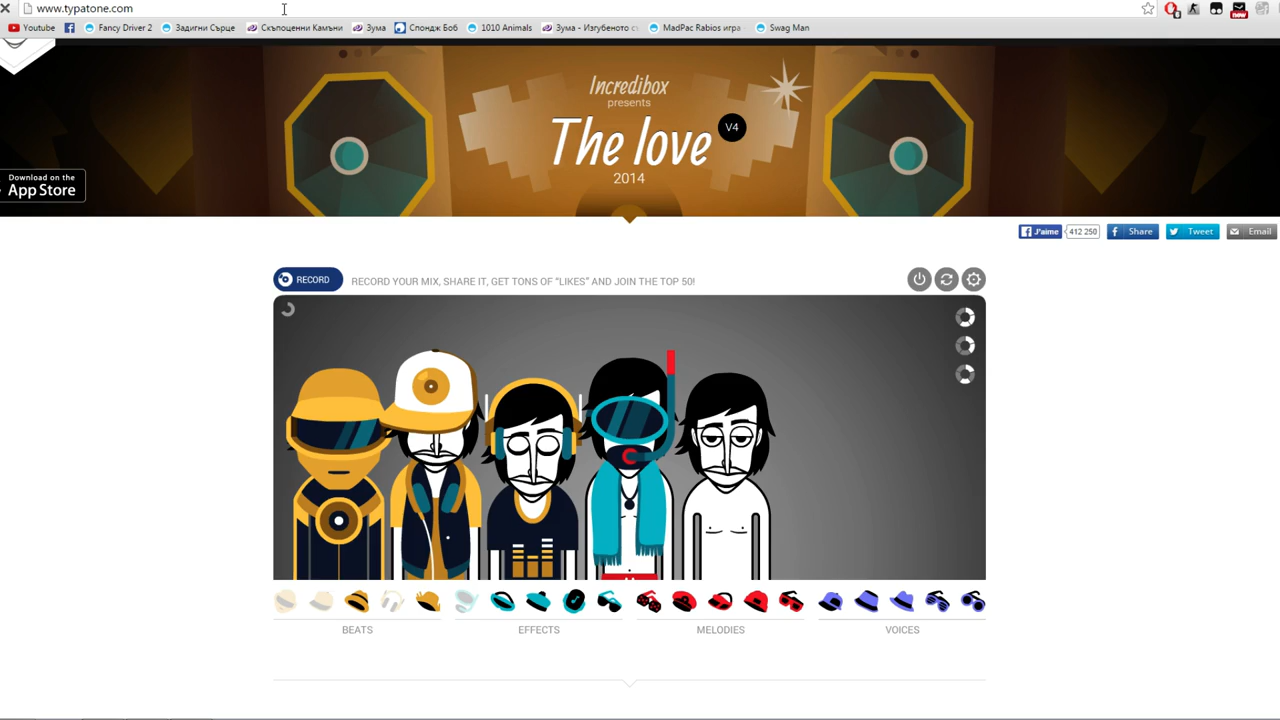 www.typatone.com
Youtube
Fancy Driver 2
Задигни Сърце
Скъпоценни Камъни
Зума
Спондж Боб
1010 Animals
Зума - Изгубеното с
MadPac Rabios игра
Swag Man
new
Incredibox
presents
The love
V4
2014
Download on the
App Store
J'aime
412 250
Share
Tweet
Email
RECORD
RECORD YOUR MIX, SHARE IT, GET TONS OF “LIKES” AND JOIN THE TOP 50!
BEATS
EFFECTS
MELODIES
VOICES